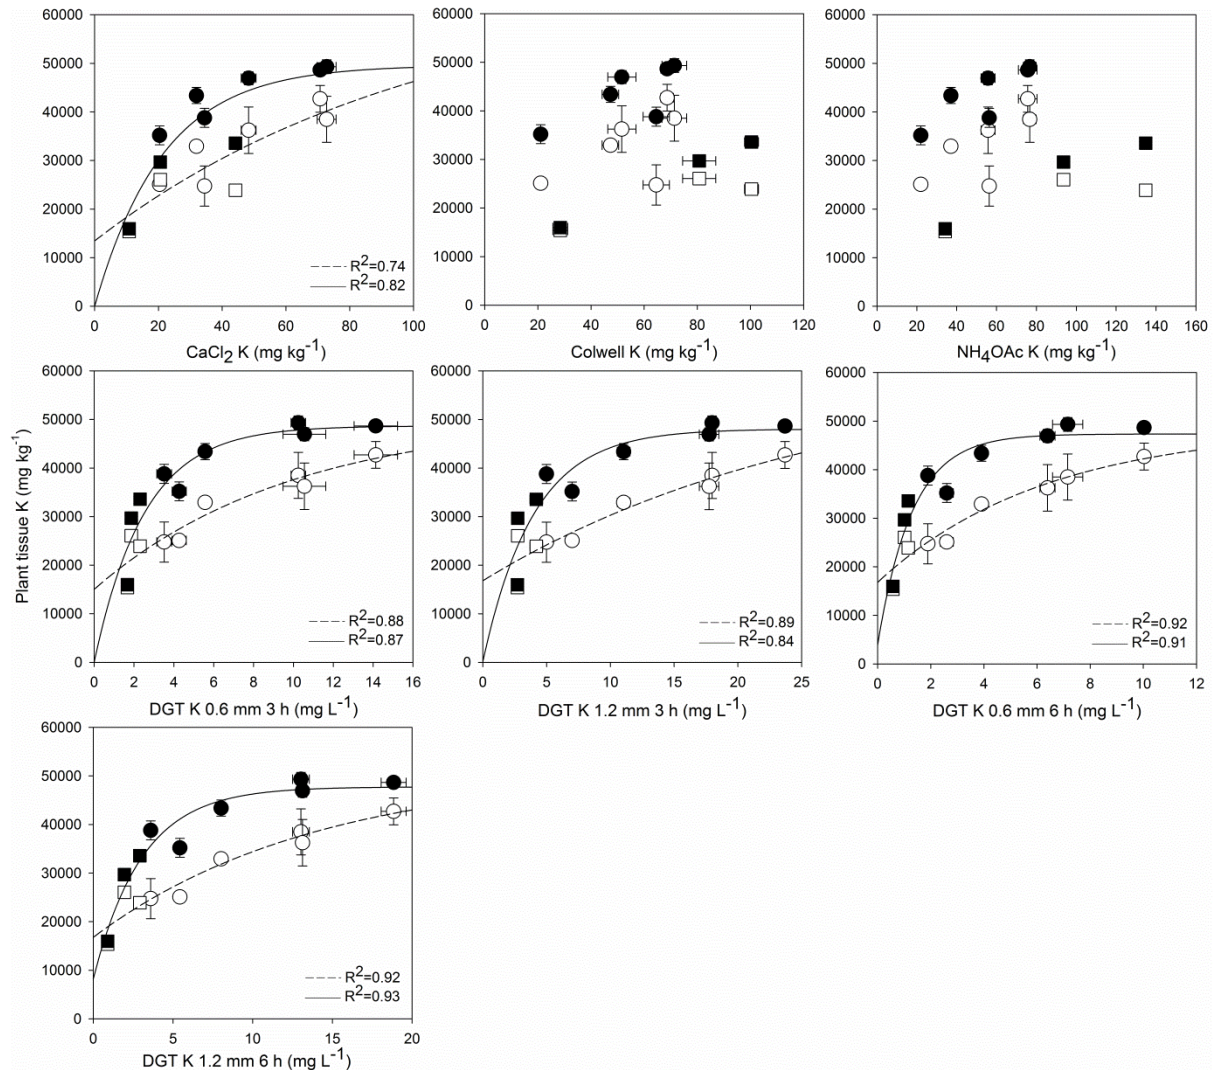 60000
50000
40000
30000
20000
10000
0
0 20 40 60 80 100
CaCl2 K (mg kg-1)
R2=0.74
R2=0.82
60000
50000
40000
30000
20000
10000
0
0 20 40 60 80 100 120
Colwell K (mg kg-1)
60000
50000
40000
30000
20000
10000
0
0 20 40 60 80 100 120 140 160
NH4OAc K (mg kg-1)
Plant tissue K (mg kg-1)
60000
50000
40000
30000
20000
10000
0
0 2 4 6 8 10 12 14 16
DGT K 0.6 mm 3 h (mg L-1)
R2=0.88
R2=0.87
60000
50000
40000
30000
20000
10000
0
0 5 10 15 20 25
DGT K 1.2 mm 3 h (mg L-1)
R2=0.89
R2=0.84
60000
50000
40000
30000
20000
10000
0
0 2 4 6 8 10 12
DGT K 0.6 mm 6 h (mg L-1)
R2=0.92
R2=0.91
60000
50000
40000
30000
20000
10000
0
0 5 10 15 20
DGT K 1.2 mm 6 h (mg L-1)
R2=0.92
R2=0.93